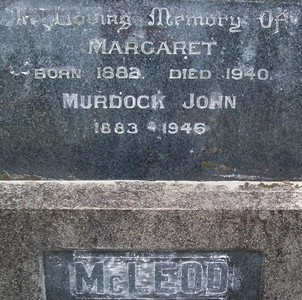 In Loving Memory Of
MARGARET
BORN 1883. DIED 1940.
MURDOCK JOHN
1883 - 1946
McLEOD